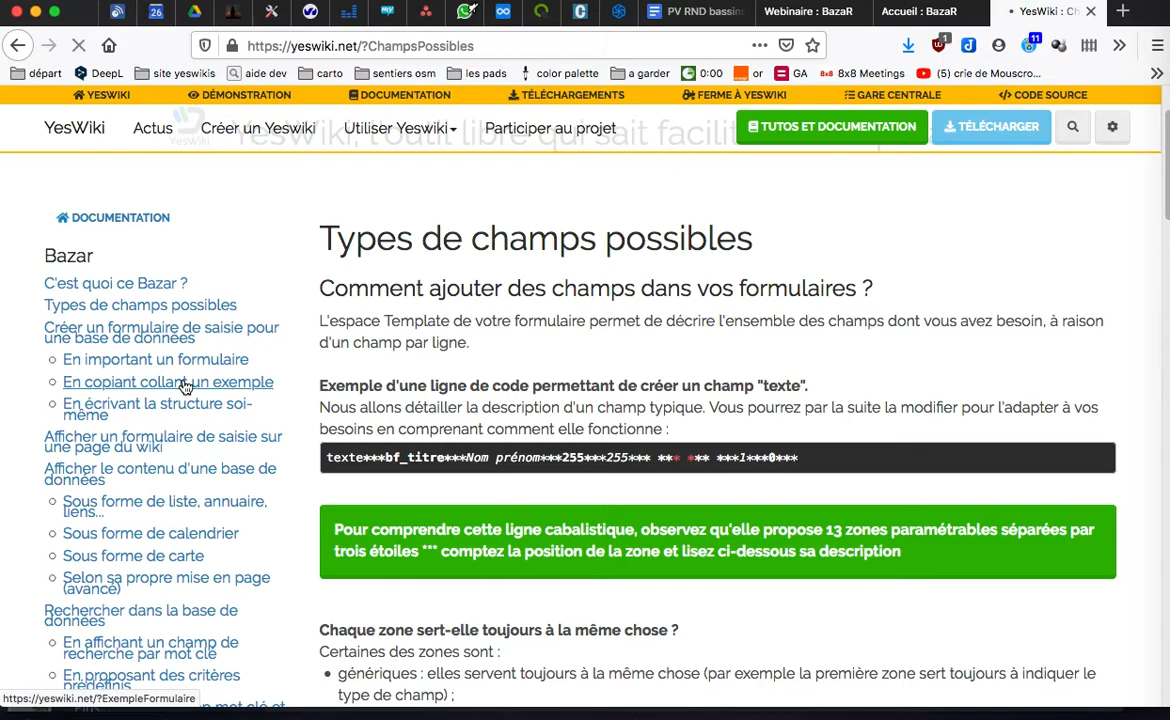 PV RND bassin
Webinaire : BazaR
Accueil : BazaR
YesWiki : Ch
26
https://yeswiki.net/?ChampsPossibles
1
11
départ
DeepL
site yeswikis
aide dev
carto
sentiers osm
les pads
color palette
a garder
0:00
or
GA
8x8 Meetings
(5) crie de Mouscro...
YESWIKI
DÉMONSTRATION
DOCUMENTATION
TÉLÉCHARGEMENTS
FERME À YESWIKI
GARE CENTRALE
CODE SOURCE
YesWiki
Actus
Créer un Yeswiki
Utiliser Yeswiki
Participer au projet
TUTOS ET DOCUMENTATION
TÉLÉCHARGER
YesWiki, l'outil libre qui sait facilit
DOCUMENTATION
Bazar
C'est quoi ce Bazar ?
Types de champs possibles
Créer un formulaire de saisie pour
une base de données
En important un formulaire
En copiant collant un exemple
En écrivant la structure soi-
même
Afficher un formulaire de saisie sur
une page du wiki
Afficher le contenu d'une base de
données
Sous forme de liste, annuaire,
liens...
Sous forme de calendrier
Sous forme de carte
Selon sa propre mise en page
(avancé)
Rechercher dans la base de
données
En affichant un champ de
recherche par mot clé
En proposant des critères
prédéfinis
https://yeswiki.net/?ExempleFormulaire
Types de champs possibles
Comment ajouter des champs dans vos formulaires ?
L'espace Template de votre formulaire permet de décrire l'ensemble des champs dont vous avez besoin, à raison
d'un champ par ligne.
Exemple d'une ligne de code permettant de créer un champ "texte".
Nous allons détailler la description d'un champ typique. Vous pourrez par la suite la modifier pour l'adapter à vos
besoins en comprenant comment elle fonctionne :
texte***bf_titre***Nom prénom***255***255*** *** *** ***1***0***
Pour comprendre cette ligne cabalistique, observez qu'elle propose 13 zones paramétrables séparées par
trois étoiles *** comptez la position de la zone et lisez ci-dessous sa description
Chaque zone sert-elle toujours à la même chose ?
Certaines des zones sont :
génériques : elles servent toujours à la même chose (par exemple la première zone sert toujours à indiquer le
type de champ) ;